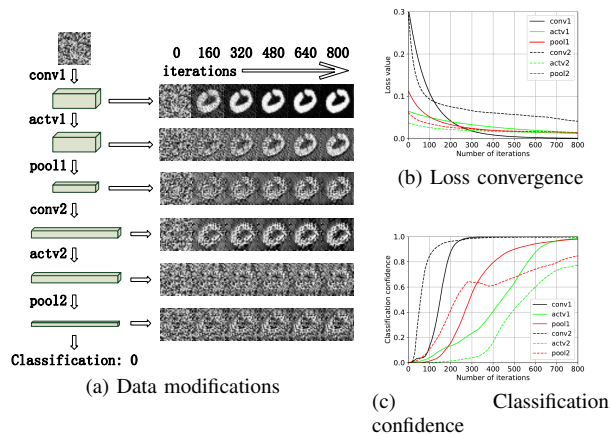 0 160 320 480 640 800
iterations
conv1
actv1
pool1
conv2
actv2
pool2
Classification: 0
(a) Data modifications
Loss value
0.3
0.2
0.1
0.0
0 100 200 300 400 500 600 700 800
Number of iterations
conv1
actv1
pool1
conv2
actv2
pool2
(b) Loss convergence
Classification confidence
1.0
0.8
0.6
0.4
0.2
0.0
0 100 200 300 400 500 600 700 800
Number of iterations
conv1
actv1
pool1
conv2
actv2
pool2
(c) Classification
confidence